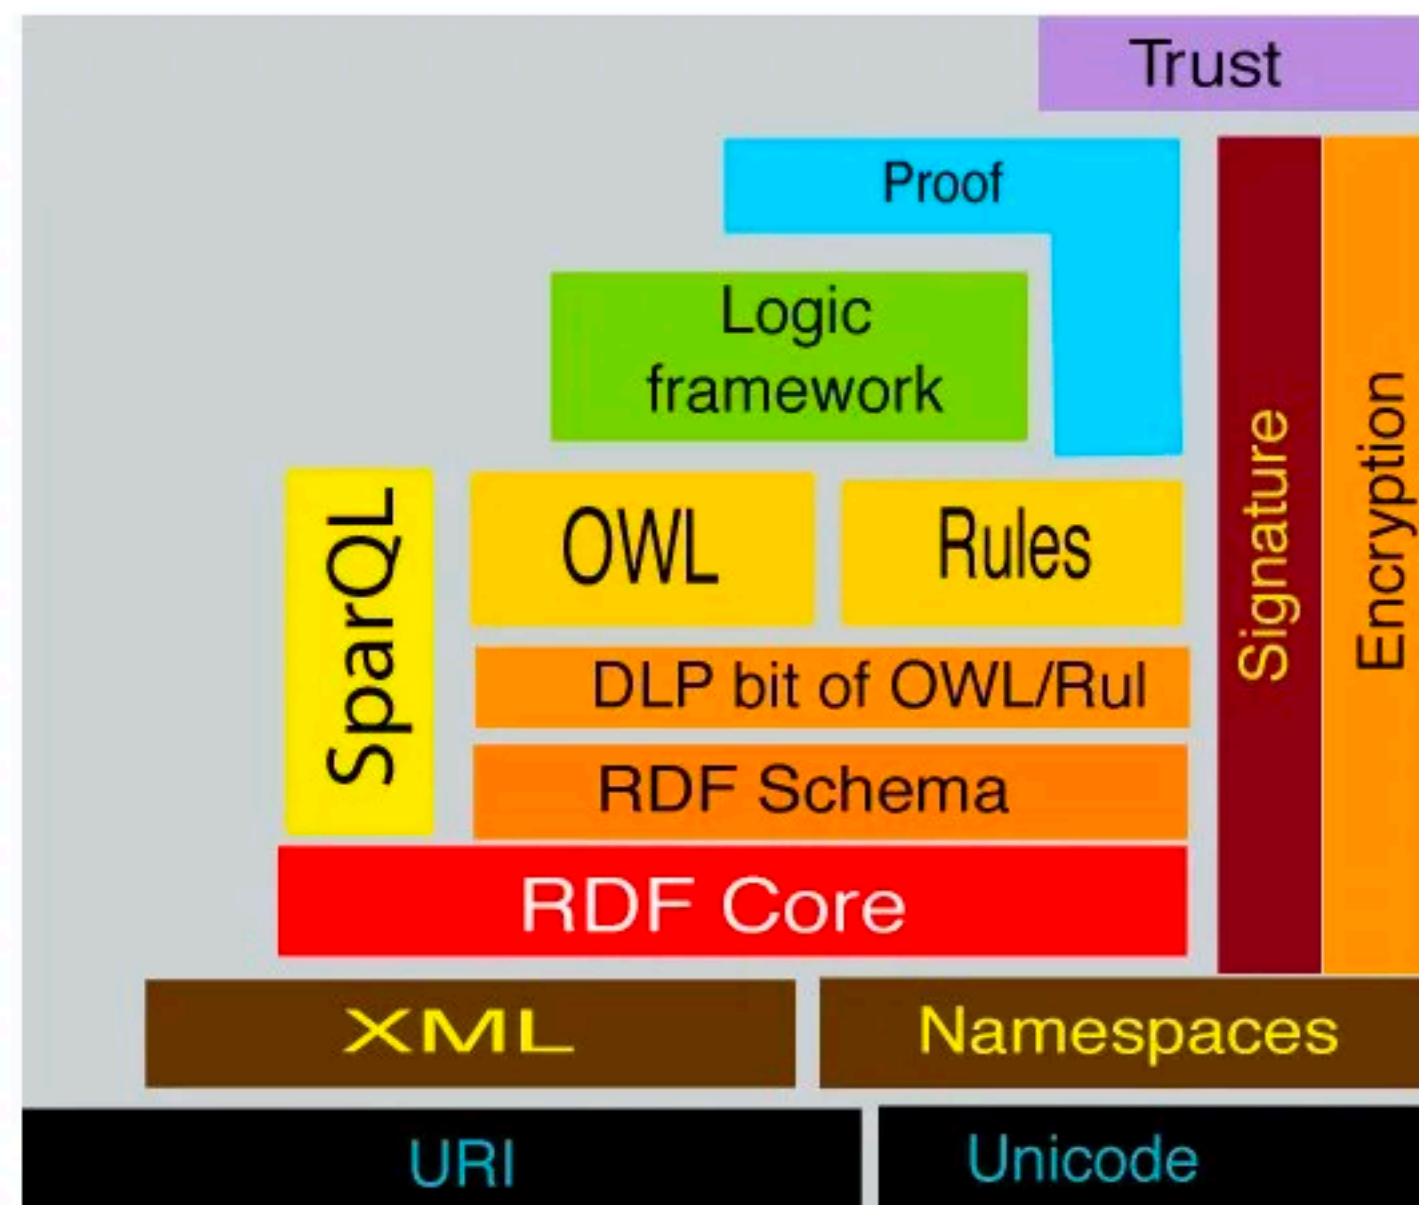 Trust
Proof
Logic
framework
Signature
Encryption
SparQL
OWL
Rules
DLP bit of OWL/Rul
RDF Schema
RDF Core
XML
Namespaces
URI
Unicode